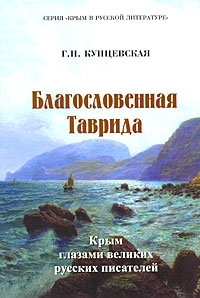 СЕРИЯ «КРЫМ В РУССКОЙ ЛИТЕРАТУРЕ»
Г.Н. КУНЦЕВСКАЯ
Благословенная
Таврида
Крым
глазами великих
русских писателей